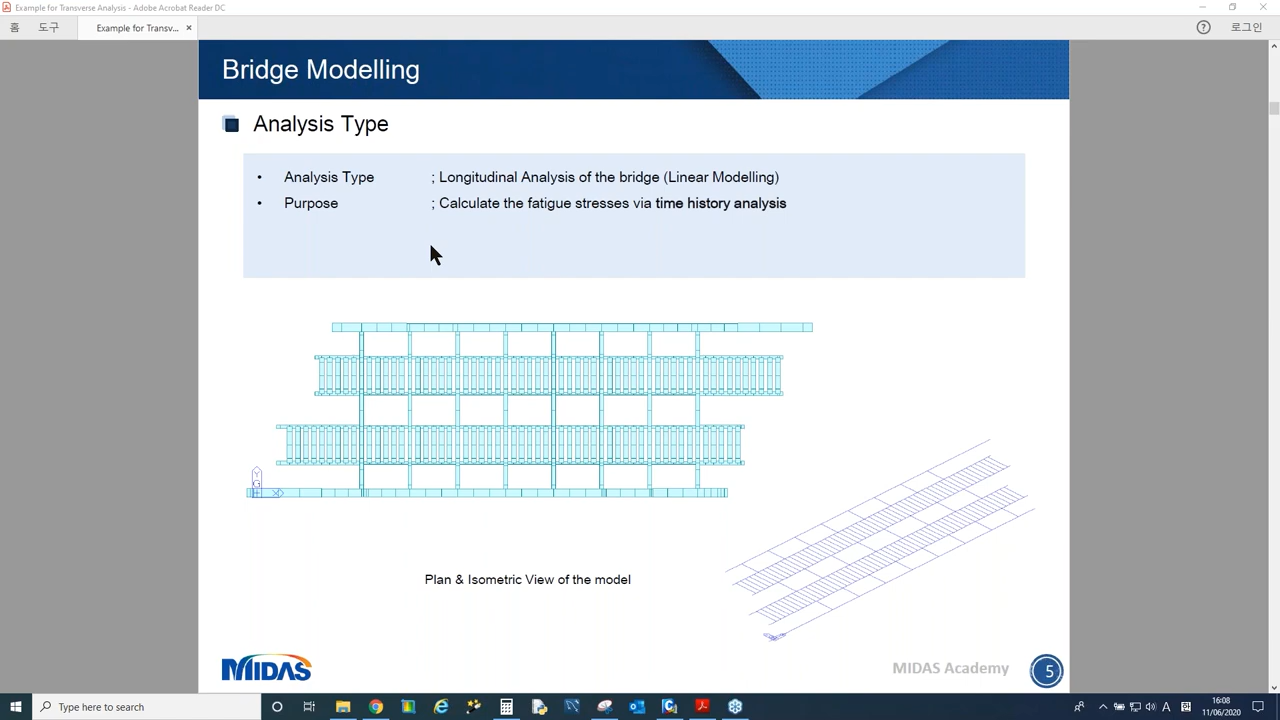 Example for Transverse Analysis - Adobe Acrobat Reader DC
홈 도구 Example for Transv... × ? 로그인
Bridge Modelling
Analysis Type
• Analysis Type ; Longitudinal Analysis of the bridge (Linear Modelling)
• Purpose ; Calculate the fatigue stresses via time history analysis
Y
G X
Plan & Isometric View of the model
MIDAS MIDAS Academy 5
Type here to search
A 한 16:08
11/06/2020